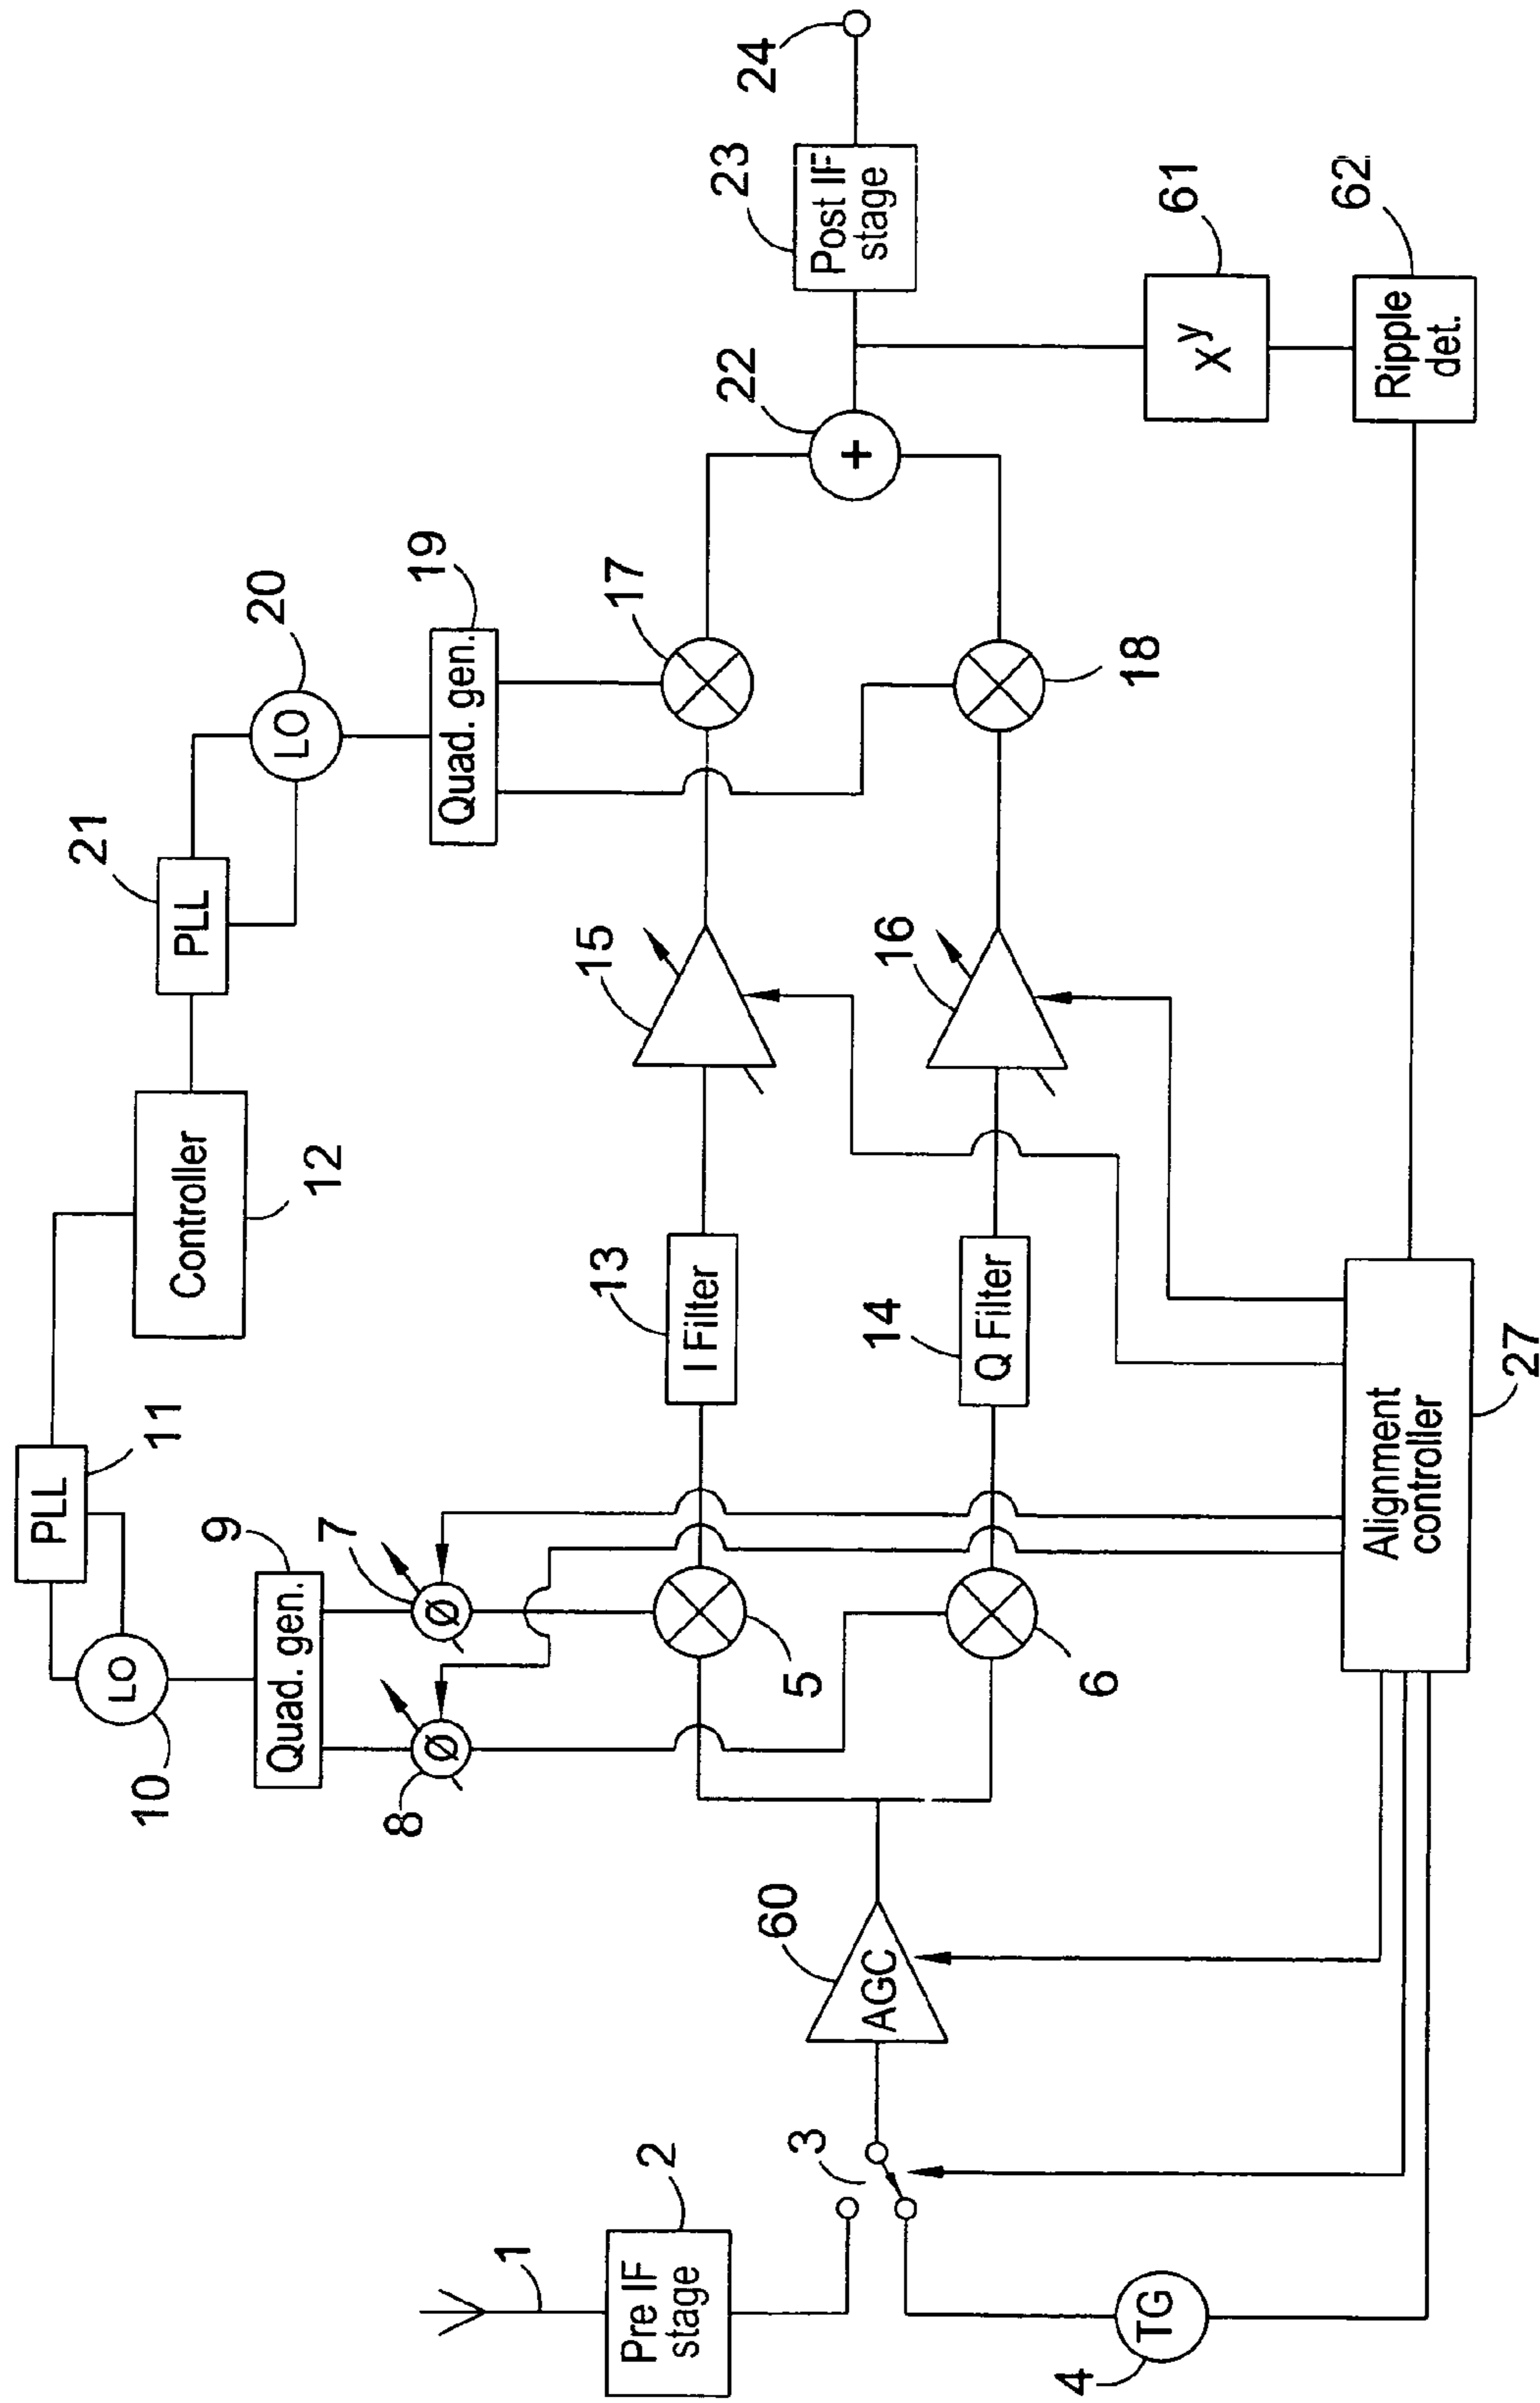 1
Pre IF
stage
2
3
4
TG
AGC
60
10
LO
11
PLL
9
Quad. gen.
7
Ø
8
Ø
5
6
Controller
12
13
I Filter
14
Q Filter
15
16
21
PLL
20
LO
19
Quad. gen.
17
18
22
+
23
Post IF
stage
24
61
x^y
62
Ripple
det.
Alignment
controller
27